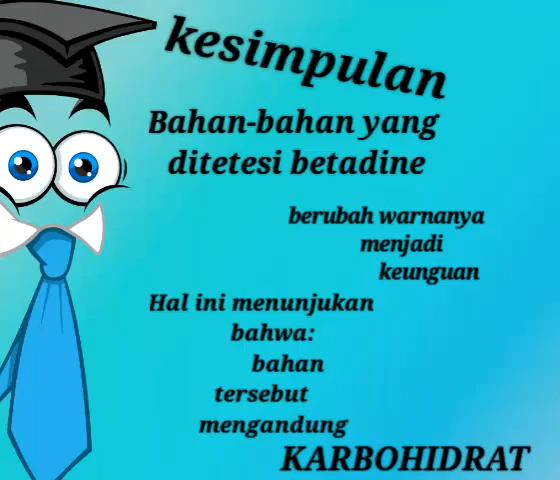 kesimpulan
Bahan-bahan yang
ditetesi betadine
berubah warnanya
menjadi
keunguan
Hal ini menunjukan
bahwa:
bahan
tersebut
mengandung
KARBOHIDRAT